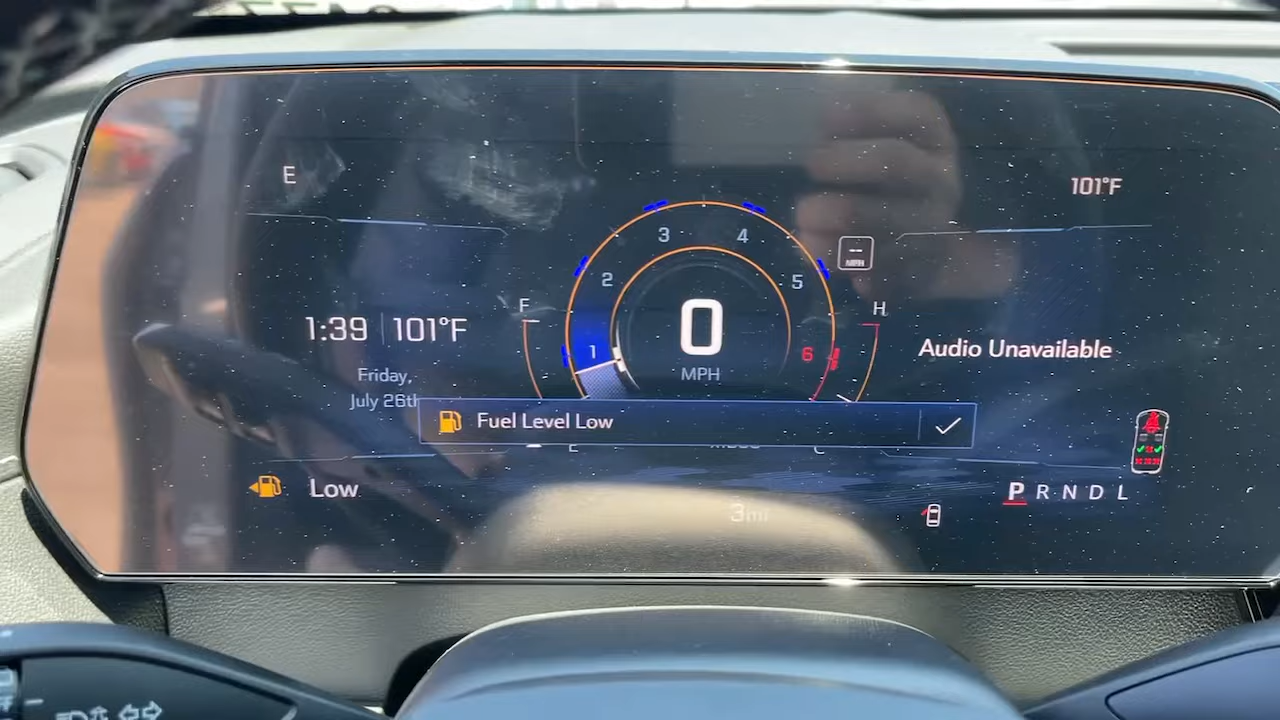 E
101°F
3
4
2
5
-- 
MPH
F
H
1:39 101°F
0
1
6
Audio Unavailable
MPH
Friday,
July 26th
Fuel Level Low
E
C
Low
P R N D L
3mi